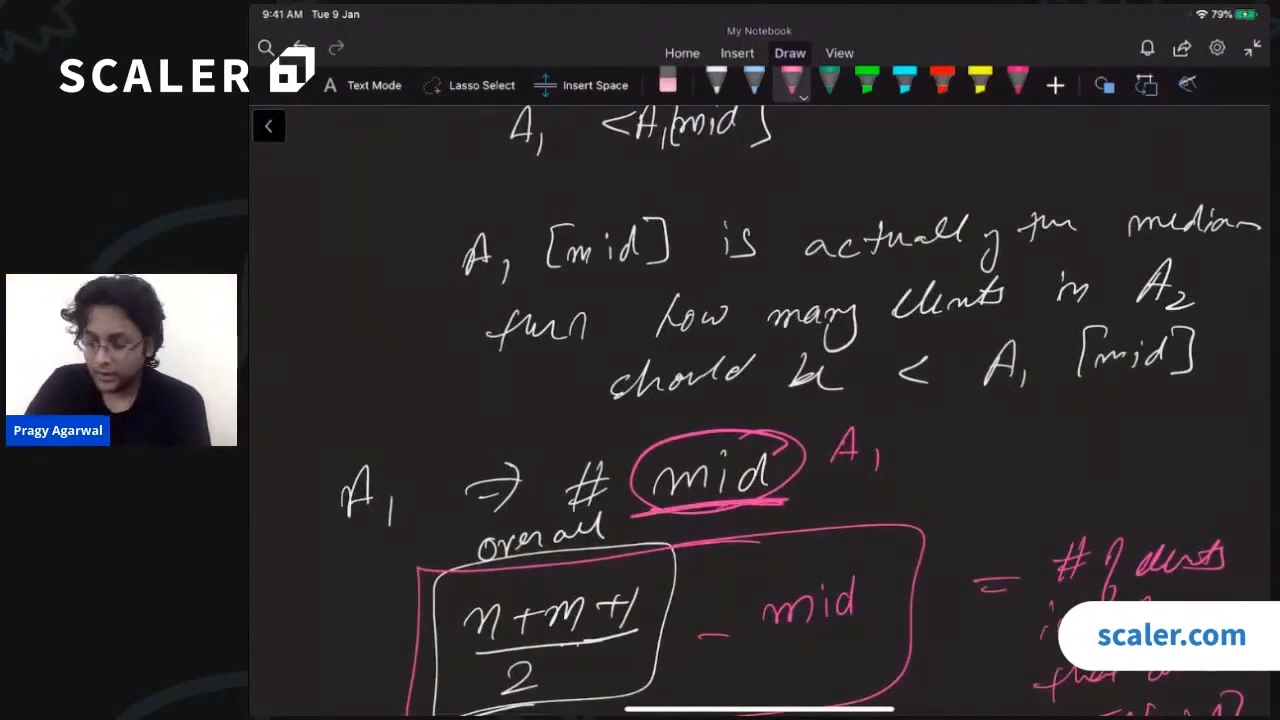 9:41 AM Tue 9 Jan
79%
My Notebook
Home Insert Draw View
SCALER
A Text Mode Lasso Select Insert Space
A₁ < A₁[mid]
A₁ [mid] is actually the median
then how many elments in A₂
should be < A₁ [mid]
A₁ ⇒ # mid A₁
overall
n+m+1
2
- mid
= # of elents
Pragy Agarwal
scaler.com